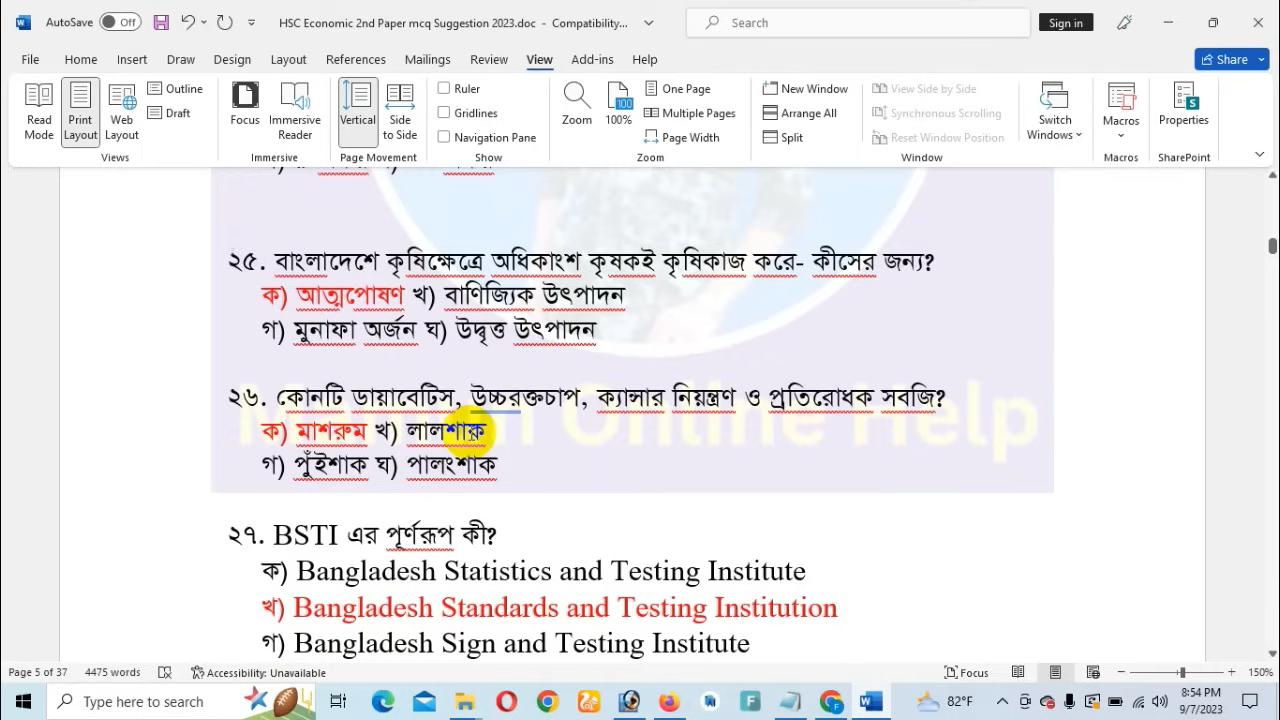 AutoSave Off HSC Economic 2nd Paper mcq Suggestion 2023.doc - Compatibility... Search Sign in
File Home Insert Draw Design Layout References Mailings Review View Add-ins Help Share
Read Mode Print Layout Web Layout Outline Draft
Views
Focus Immersive Reader
Immersive
Vertical Side to Side
Page Movement
Ruler
Gridlines
Navigation Pane
Show
Zoom 100% One Page Multiple Pages Page Width
Zoom
New Window Arrange All Split View Side by Side Synchronous Scrolling Reset Window Position Switch Windows
Window
Macros
Macros
Properties
SharePoint
২৫. বাংলাদেশে কৃষিক্ষেত্রে অধিকাংশ কৃষকই কৃষিকাজ করে- কীসের জন্য?
ক) আত্মপোষণ খ) বাণিজ্যিক উৎপাদন
গ) মুনাফা অর্জন ঘ) উদ্বৃত্ত উৎপাদন
২৬. কোনটি ডায়াবেটিস, উচ্চরক্তচাপ, ক্যান্সার নিয়ন্ত্রণ ও প্রতিরোধক সবজি?
ক) মাশরুম খ) লালশাক
গ) পুঁইশাক ঘ) পালংশাক
২৭. BSTI এর পূর্ণরূপ কী?
ক) Bangladesh Statistics and Testing Institute
খ) Bangladesh Standards and Testing Institution
গ) Bangladesh Sign and Testing Institute
Page 5 of 37 4475 words Accessibility: Unavailable Focus 150%
Type here to search 82°F 8:54 PM
9/7/2023